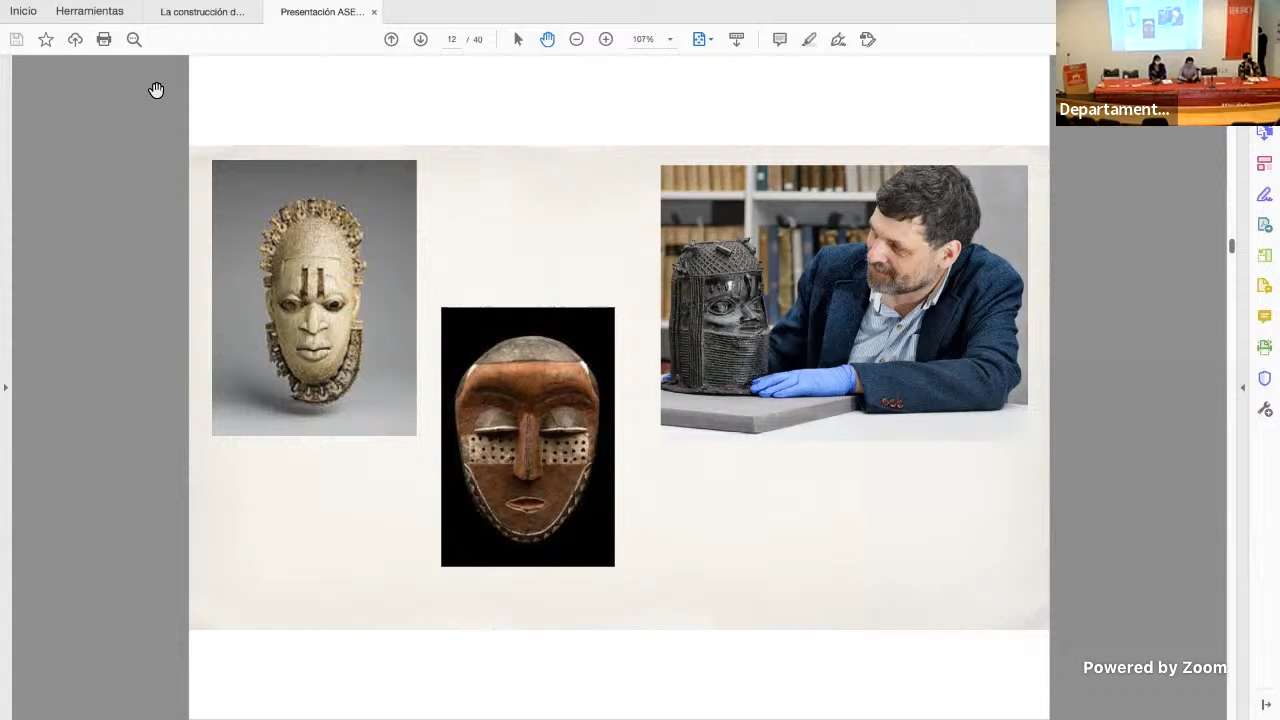 Inicio
Herramientas
La construcción d...
Presentación ASE...
12 / 40
107%
Departament...
Powered by Zoom